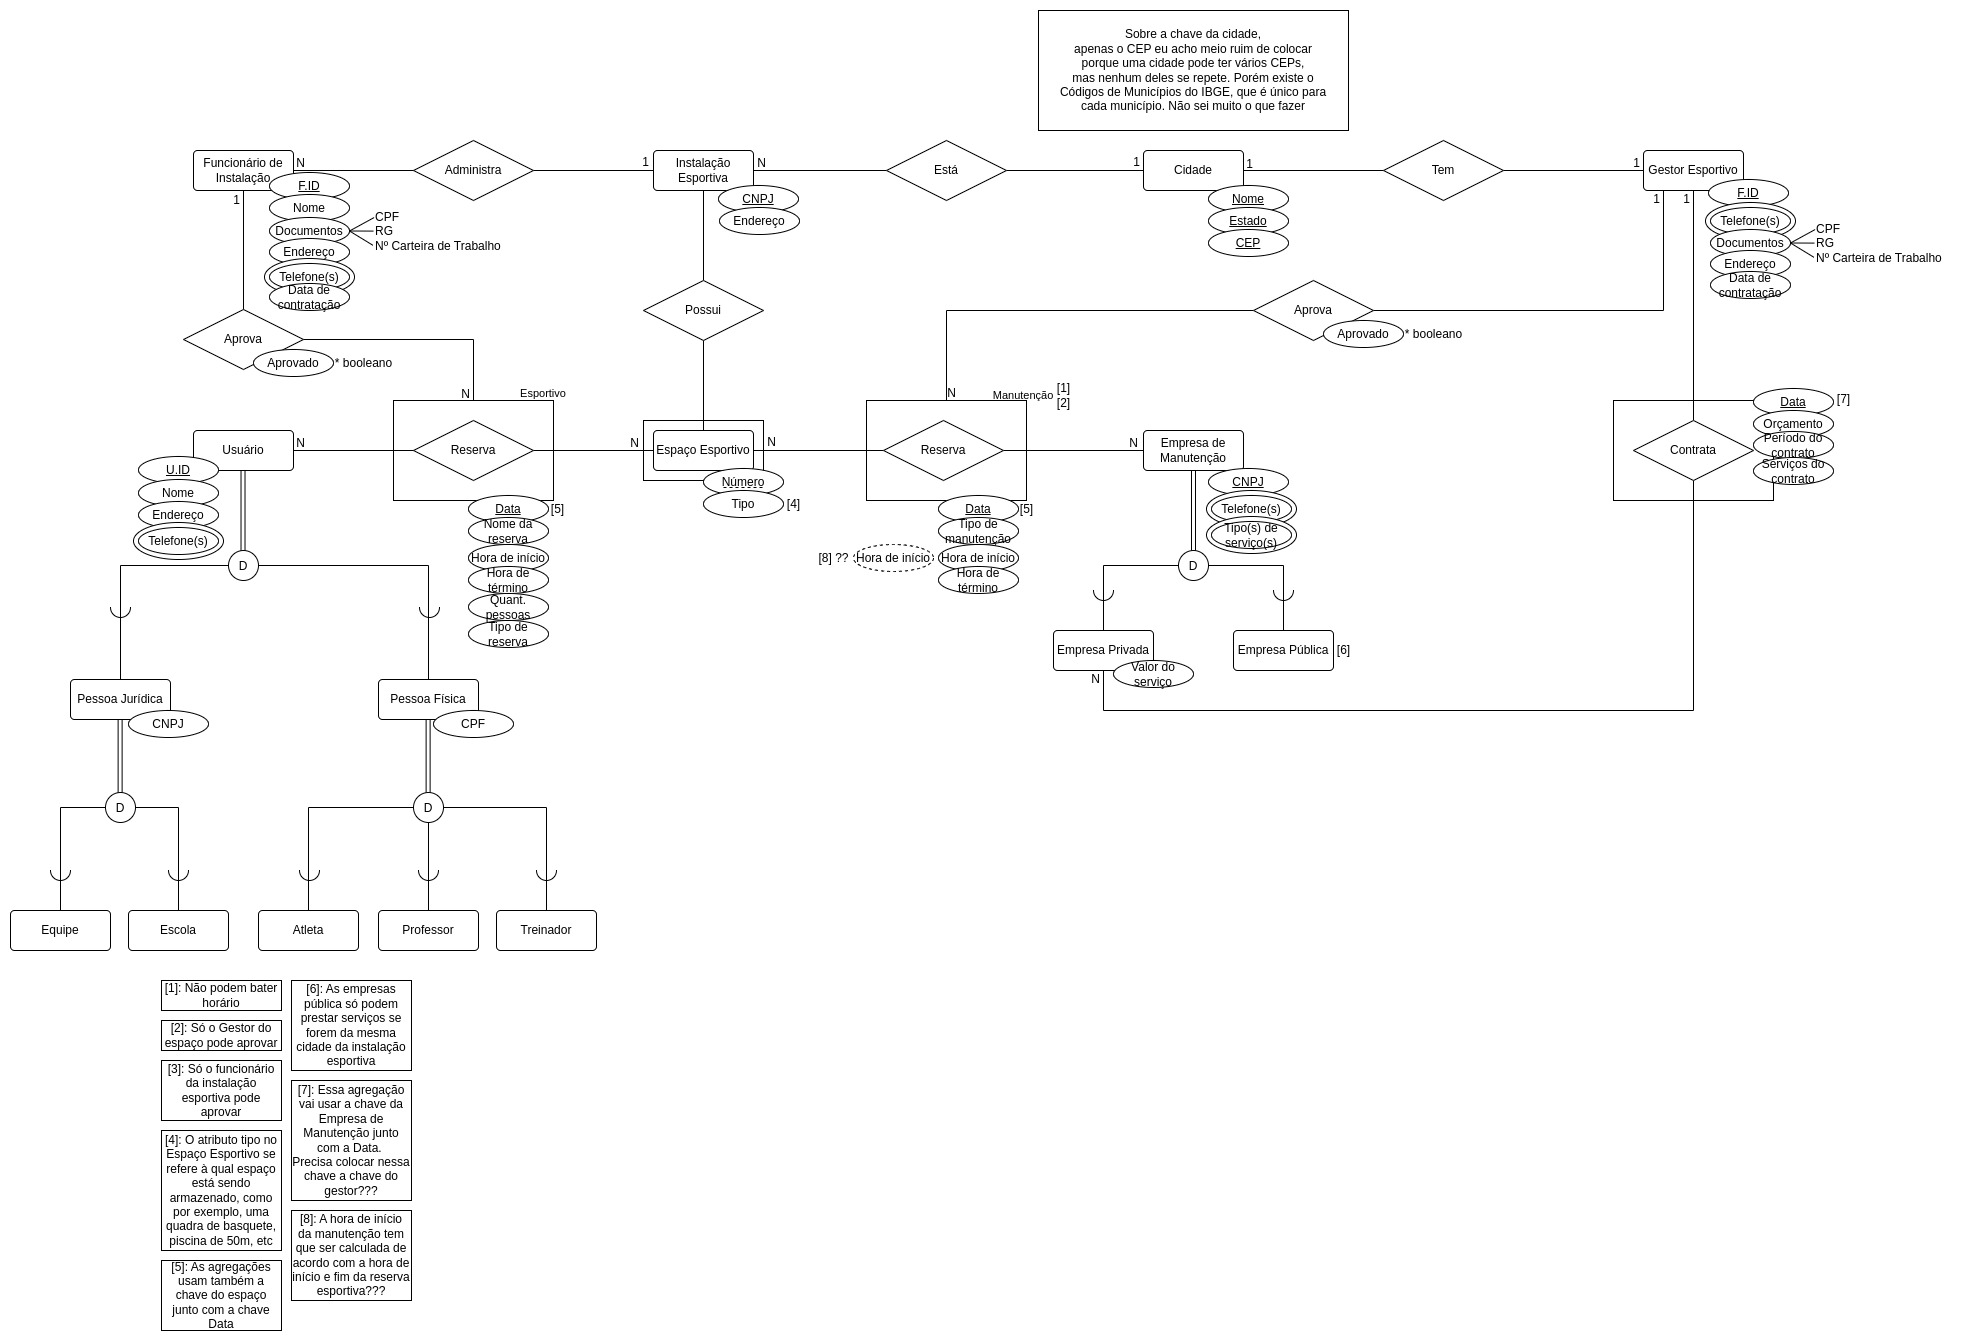 Sobre a chave da cidade,
apenas o CEP eu acho meio ruim de colocar
porque uma cidade pode ter vários CEPs,
mas nenhum deles se repete. Porém existe o
Códigos de Municípios do IBGE, que é único para
cada município. Não sei muito o que fazer
Funcionário de
Instalação
N
Administra
1
Instalação
Esportiva
N
Está
1
Cidade
1
Tem
1
Gestor Esportivo
F.ID
Nome
Documentos
CPF
RG
Nº Carteira de Trabalho
Endereço
Telefone(s)
Data de
contratação
1
CNPJ
Endereço
Nome
Estado
CEP
1
1
F.ID
Telefone(s)
Documentos
CPF
RG
Nº Carteira de Trabalho
Endereço
Data de
contratação
Aprova
Aprovado
* booleano
Possui
Aprova
Aprovado
* booleano
N
Esportivo
N
Manutenção
[1]
[2]
Usuário
N
Reserva
N
Espaço Esportivo
N
Reserva
N
Empresa de
Manutenção
Contrata
Data
[7]
Orçamento
Período do
contrato
Serviços do
contrato
U.ID
Nome
Endereço
Telefone(s)
Data
[5]
Nome da
reserva
Hora de início
Hora de
término
Quant.
pessoas
Tipo de
reserva
Número
Tipo
[4]
Data
[5]
Tipo de
manutenção
[8] ??
Hora de início
Hora de início
Hora de
término
CNPJ
Telefone(s)
Tipo(s) de
serviço(s)
D
D
Empresa Privada
Valor do
serviço
N
Empresa Pública
[6]
Pessoa Jurídica
CNPJ
Pessoa Física
CPF
D
D
Equipe
Escola
Atleta
Professor
Treinador
[1]: Não podem bater
horário
[2]: Só o Gestor do
espaço pode aprovar
[3]: Só o funcionário
da instalação
esportiva pode
aprovar
[4]: O atributo tipo no
Espaço Esportivo se
refere à qual espaço
está sendo
armazenado, como
por exemplo, uma
quadra de basquete,
piscina de 50m, etc
[5]: As agregações
usam também a
chave do espaço
junto com a chave
Data
[6]: As empresas
pública só podem
prestar serviços se
forem da mesma
cidade da instalação
esportiva
[7]: Essa agregação
vai usar a chave da
Empresa de
Manutenção junto
com a Data.
Precisa colocar nessa
chave a chave do
gestor???
[8]: A hora de início
da manutenção tem
que ser calculada de
acordo com a hora de
início e fim da reserva
esportiva???